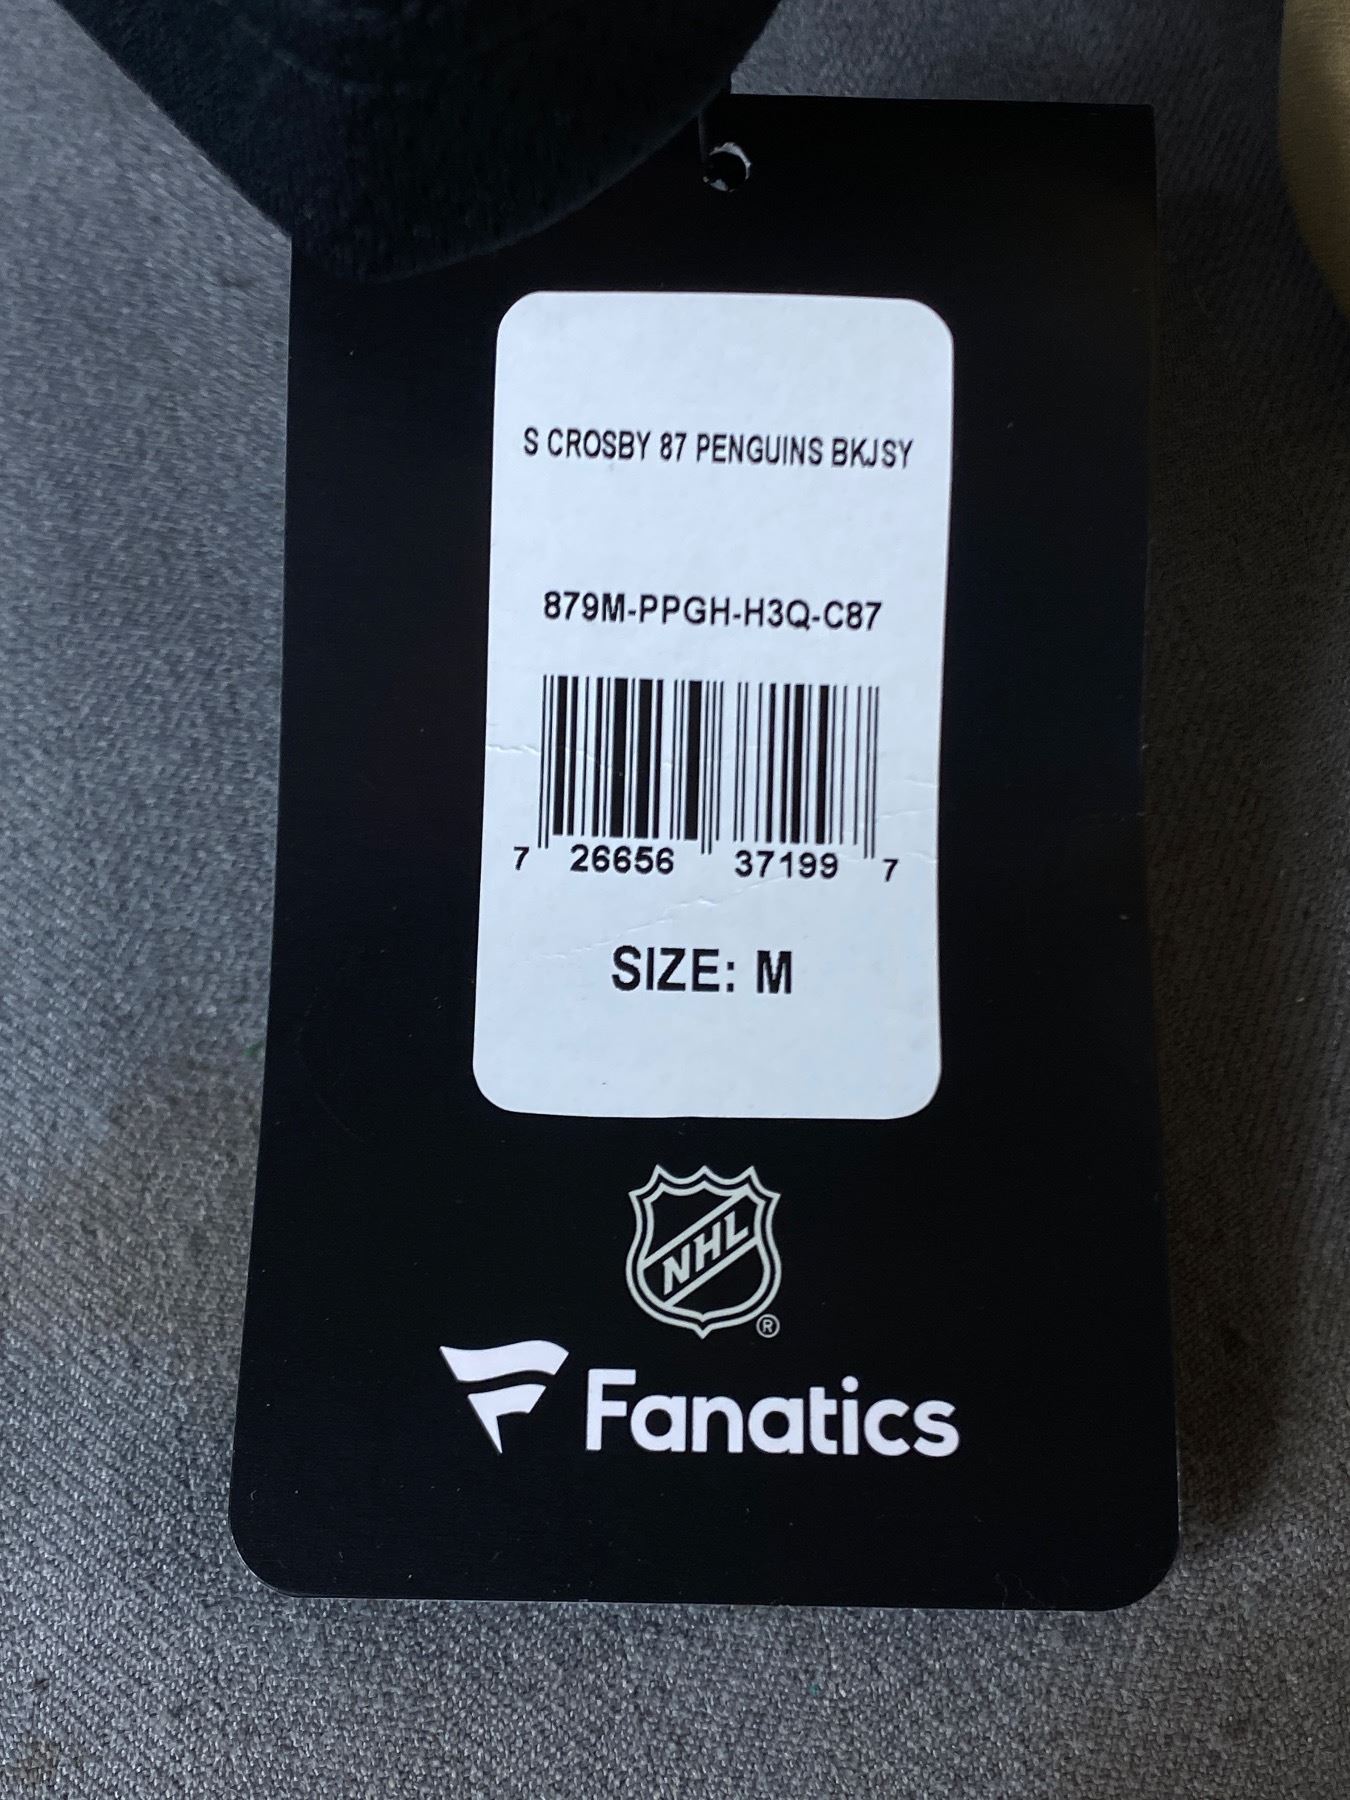 S CROSBY 87 PENGUINS BKJSY
879M-PPGH-H3Q-C87
7 26656 37199 7
SIZE: M
NHL
®
Fanatics